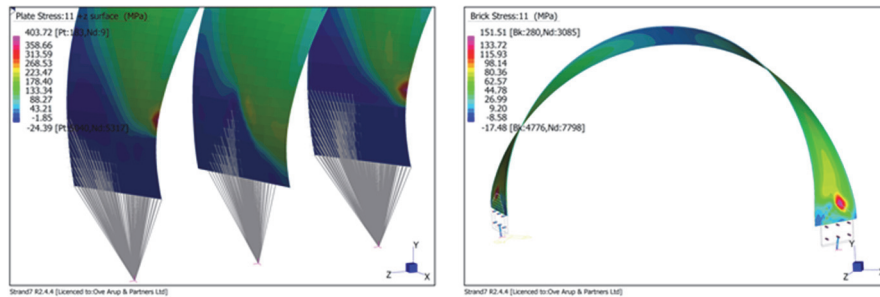 Plate Stress:11 +z surface (MPa)
403.72 [Pt:183,Nd:9]
358.66
313.59
268.53
223.47
178.40
133.34
88.27
43.21
-1.85
-24.39
Y
Z
X
Strand7 R2.4.4 [Licenced to:Ove Arup & Partners Ltd]
Brick Stress:11 (MPa)
151.51 [Bk:280,Nd:3085]
133.72
115.93
98.14
80.36
62.57
44.78
26.99
9.20
-8.58
-17.48 [Bk:4776,Nd:7798]
Y
Z
Strand7 R2.4.4 [Licenced to:Ove Arup & Partners Ltd]